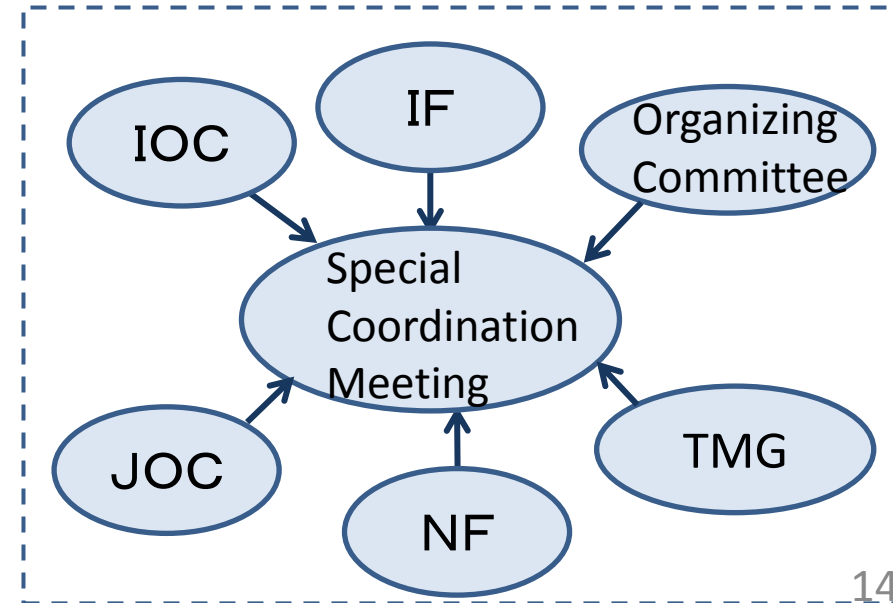 IOC
IF
Organizing
Committee
Special
Coordination
Meeting
JOC
NF
TMG
14